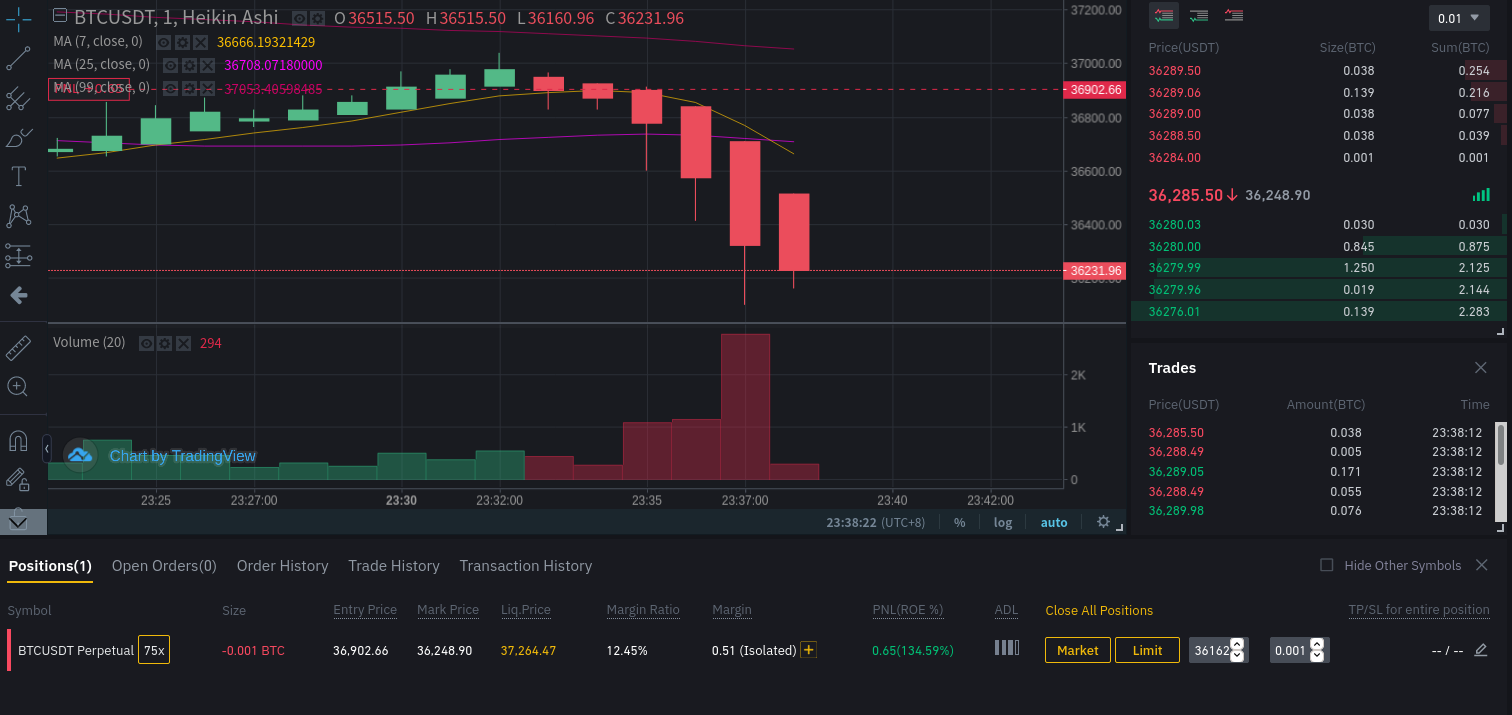 BTCUSDT, 1, Heikin Ashi O36515.50 H36515.50 L36160.96 C36231.96
MA (7, close, 0) 36666.19321429
MA (25, close, 0) 36708.07180000
MA (99, close, 0) 37053.40598485
37200.00
37000.00
36902.66
36800.00
36600.00
36400.00
36231.96
Volume (20) 294
2K
1K
0
Chart by TradingView
23:25 23:27:00 23:30 23:32:00 23:35 23:37:00 23:40 23:42:00
23:38:22 (UTC+8) % log auto
0.01
Price(USDT) Size(BTC) Sum(BTC)
36289.50 0.038 0.254
36289.06 0.139 0.216
36289.00 0.038 0.077
36288.50 0.038 0.039
36284.00 0.001 0.001
36,285.50 36,248.90
36280.03 0.030 0.030
36280.00 0.845 0.875
36279.99 1.250 2.125
36279.96 0.019 2.144
36276.01 0.139 2.283
Trades
Price(USDT) Amount(BTC) Time
36,285.50 0.038 23:38:12
36,288.49 0.005 23:38:12
36,289.05 0.171 23:38:12
36,288.49 0.055 23:38:12
36,289.98 0.076 23:38:12
Positions(1) Open Orders(0) Order History Trade History Transaction History Hide Other Symbols
Symbol Size Entry Price Mark Price Liq.Price Margin Ratio Margin PNL(ROE %) ADL Close All Positions TP/SL for entire position
BTCUSDT Perpetual 75x -0.001 BTC 36,902.66 36,248.90 37,264.47 12.45% 0.51 (Isolated) 0.65(134.59%) Market Limit 36162 0.001 -- / --